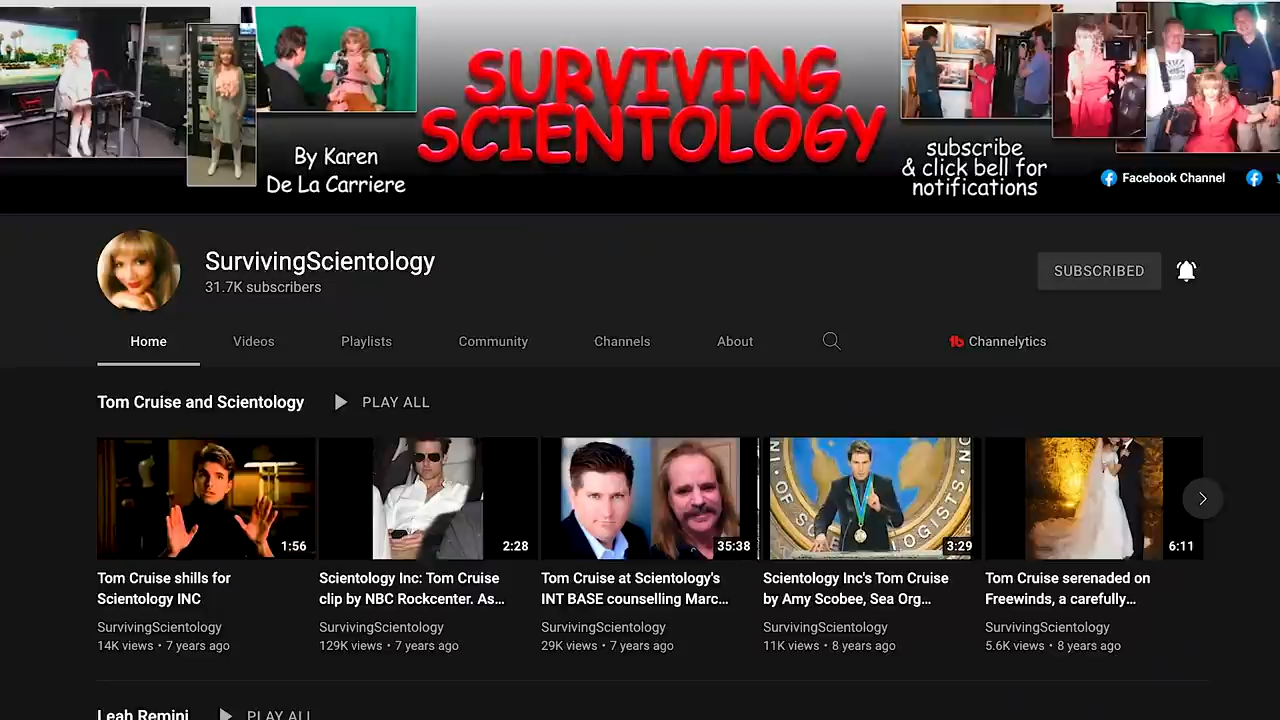 SURVIVING
SCIENTOLOGY
By Karen
De La Carriere
subscribe
& click bell for
notifications
Facebook Channel
SurvivingScientology
31.7K subscribers
SUBSCRIBED
Home
Videos
Playlists
Community
Channels
About
Channelytics
Tom Cruise and Scientology
PLAY ALL
1:56
2:28
35:38
3:29
6:11
Tom Cruise shills for
Scientology INC
SurvivingScientology
14K views • 7 years ago
Scientology Inc: Tom Cruise
clip by NBC Rockcenter. As...
SurvivingScientology
129K views • 7 years ago
Tom Cruise at Scientology's
INT BASE counselling Marc...
SurvivingScientology
29K views • 7 years ago
Scientology Inc's Tom Cruise
by Amy Scobee, Sea Org...
SurvivingScientology
11K views • 8 years ago
Tom Cruise serenaded on
Freewinds, a carefully...
SurvivingScientology
5.6K views • 8 years ago
Leah Remini
PLAY ALL